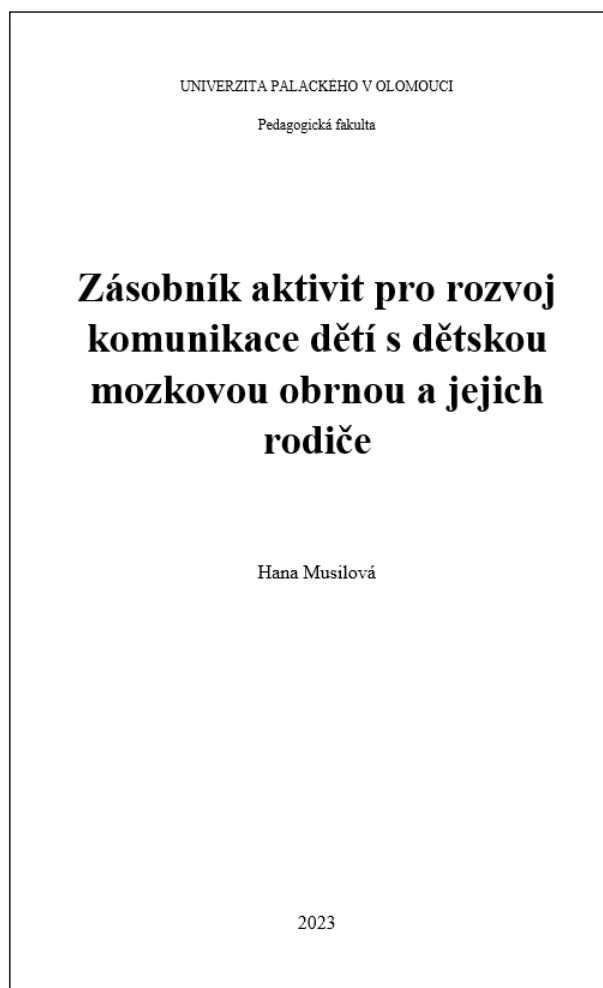 UNIVERZITA PALACKÉHO V OLOMOUCI
Pedagogická fakulta
Zásobník aktivit pro rozvoj
komunikace dětí s dětskou
mozkovou obrnou a jejich
rodiče
Hana Musilová
2023